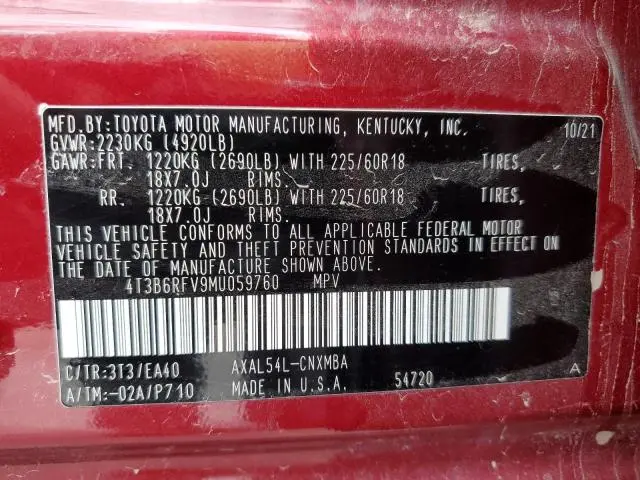 MFD.BY:TOYOTA MOTOR MANUFACTURING, KENTUCKY, INC. 10/21
GVWR:2230KG (4920LB)
GAWR:FRT. 1220KG (2690LB) WITH 225/60R18 TIRES,
18X7.0J RIMS.
RR. 1220KG (2690LB) WITH 225/60R18 TIRES,
18X7.0J RIMS.
THIS VEHICLE CONFORMS TO ALL APPLICABLE FEDERAL MOTOR
VEHICLE SAFETY AND THEFT PREVENTION STANDARDS IN EFFECT ON
THE DATE OF MANUFACTURE SHOWN ABOVE.
4T3B6RFV9MU059760 MPV
C/TR:3T3/EA40 AXAL54L-CNXMBA A
A/TM:-02A/P710 MADE IN U.S.A. 54720